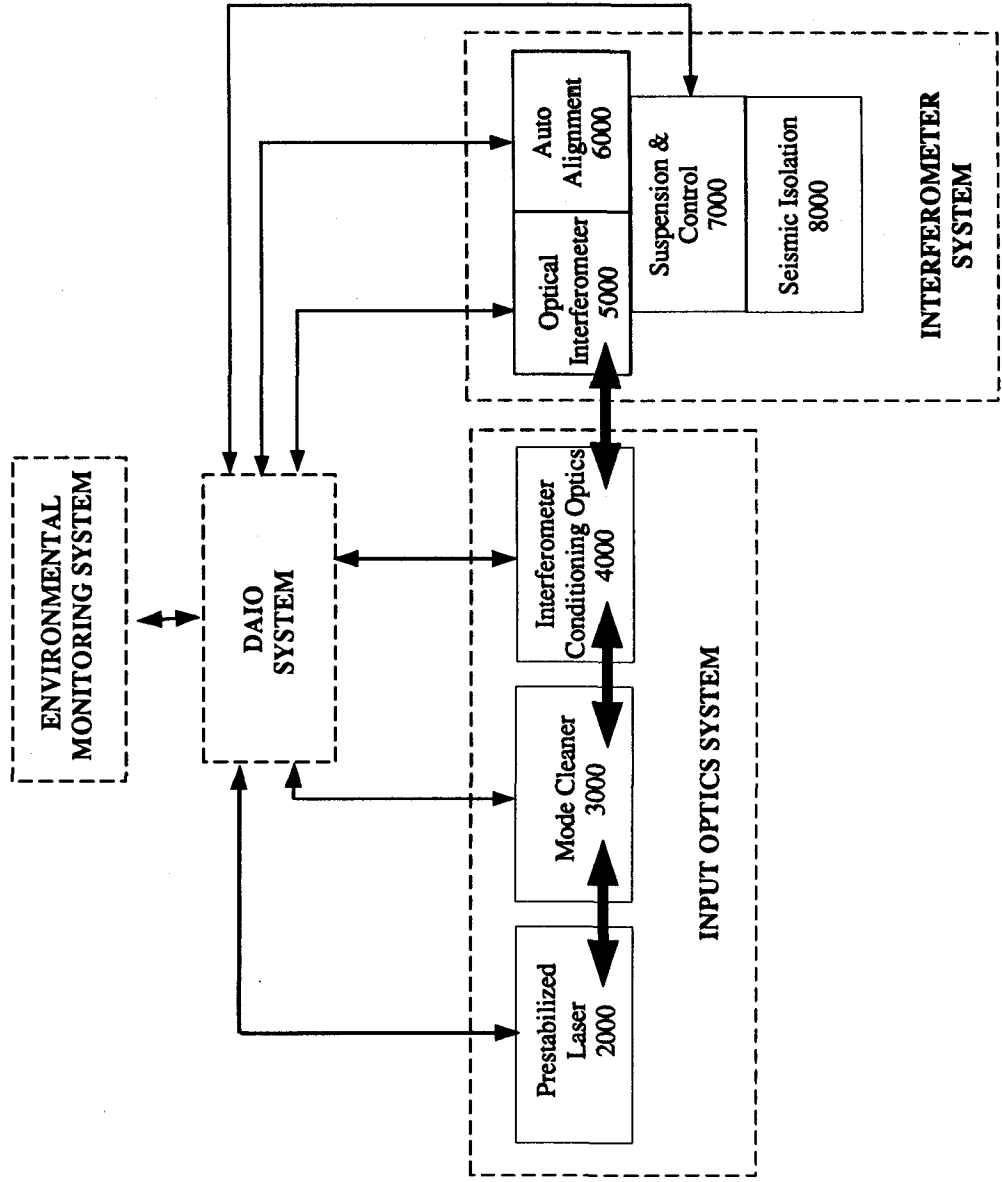 ENVIRONMENTAL
MONITORING SYSTEM
DAIO
SYSTEM
Prestabilized
Laser
2000
Mode Cleaner
3000
Interferometer
Conditioning Optics
4000
INPUT OPTICS SYSTEM
Optical
Interferometer
5000
Auto
Alignment
6000
Suspension &
Control
7000
Seismic Isolation
8000
INTERFEROMETER
SYSTEM